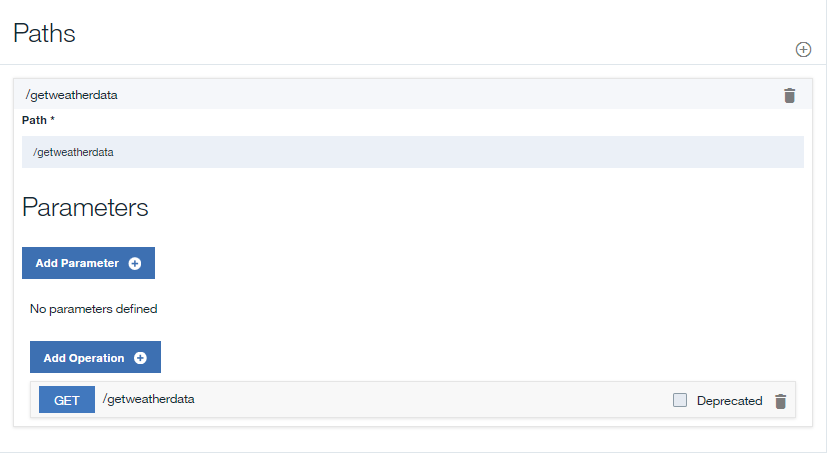 Paths
/getweatherdata
Path *
/getweatherdata
Parameters
Add Parameter
No parameters defined
Add Operation
GET /getweatherdata Deprecated